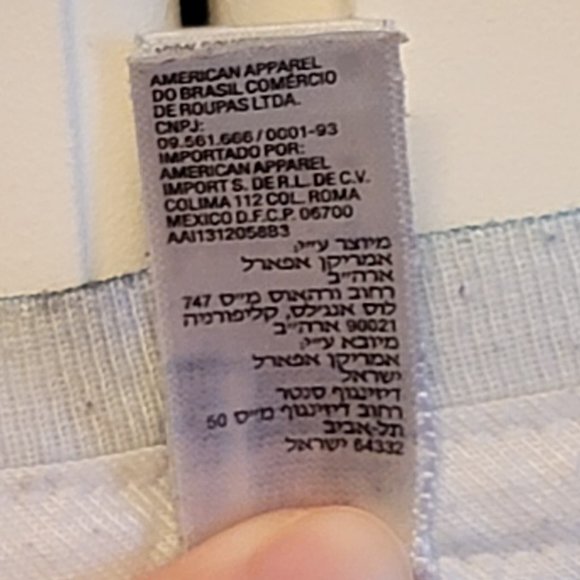 AMERICAN APPAREL
DO BRASIL COMÉRCIO
DE ROUPAS LTDA.
CNPJ:
09.561.666/0001-93
IMPORTADO POR:
AMERICAN APPAREL
IMPORT S. DE R.L. DE C.V.
COLIMA 112 COL. ROMA
MEXICO D.F.C.P. 06700
AAI1312058B3
מיוצר ע״י:
אמריקן אפארל
ארה״ב
רחוב ורהאוס מ״ס 747
לוס אנג׳לס, קליפורניה
90021 ארה״ב
מיובא ע״י:
אמריקן אפארל
ישראל
דיזינגוף סנטר
רחוב דיזינגוף מ״ס 50
תל-אביב
64332 ישראל